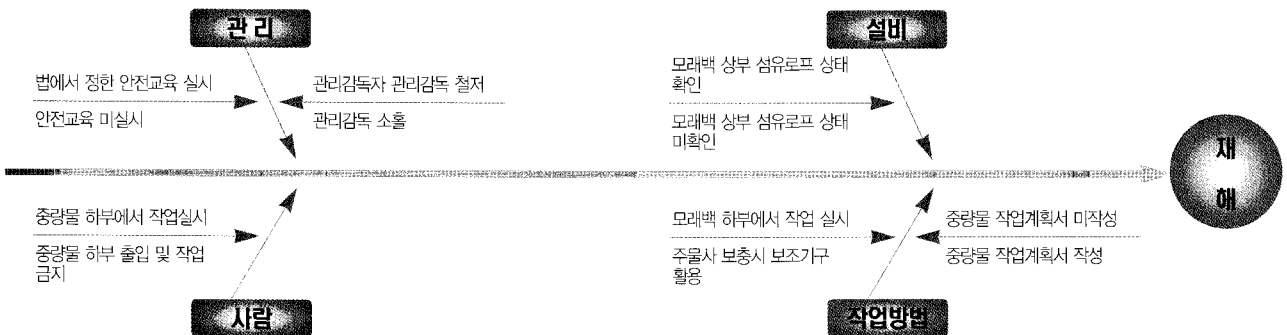 관 리
설비
법에서 정한 안전교육 실시
안전교육 미실시
관리감독자 관리감독 철저
관리감독 소홀
모래백 상부 섬유로프 상태
확인
모래백 상부 섬유로프 상태
미확인
재
해
중량물 하부에서 작업실시
중량물 하부 출입 및 작업
금지
모래백 하부에서 작업 실시
주물사 보충시 보조기구
활용
중량물 작업계획서 미작성
중량물 작업계획서 작성
사람
작업방법